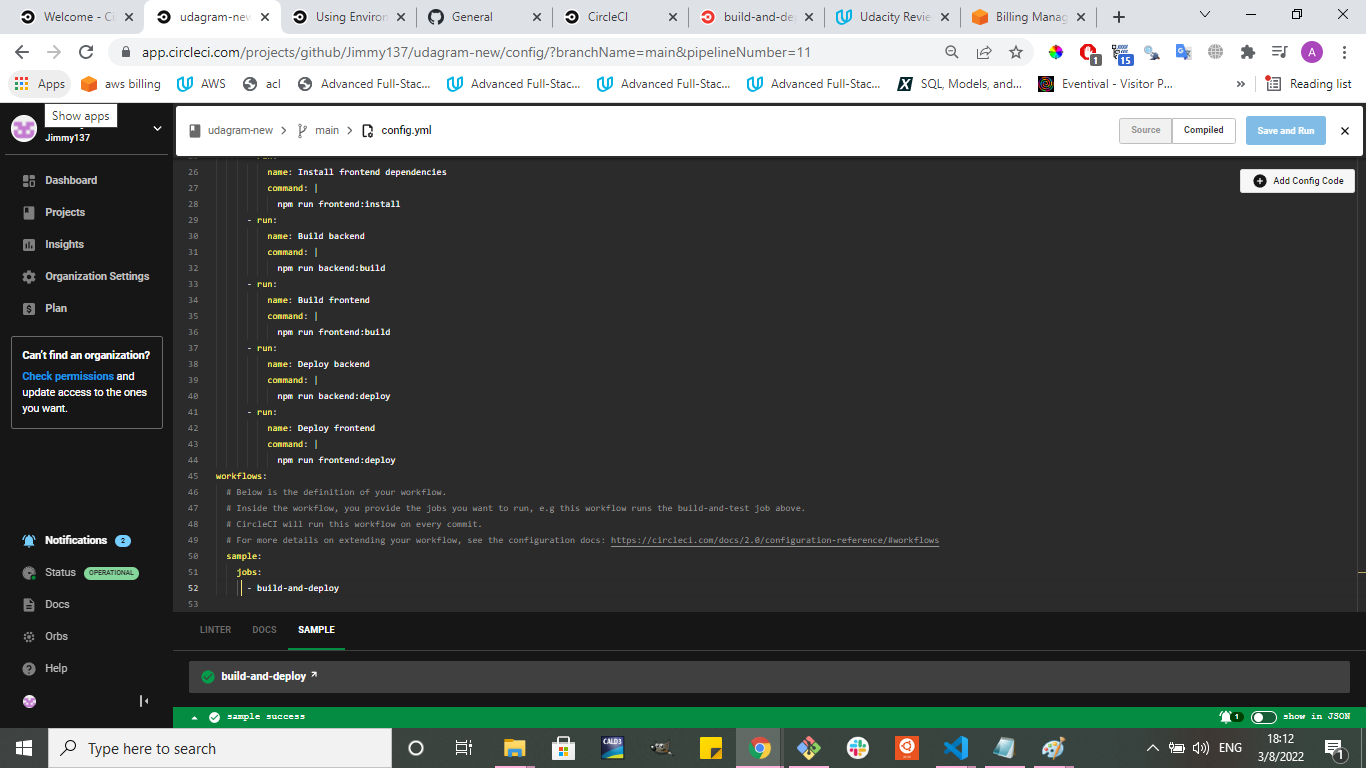 Welcome - Ci
udagram-new
Using Environ
General
CircleCI
build-and-de
Udacity Revie
Billing Manag
app.circleci.com/projects/github/Jimmy137/udagram-new/config/?branchName=main&pipelineNumber=11
1
15
A
Apps
aws billing
AWS
acl
Advanced Full-Stac...
Advanced Full-Stac...
Advanced Full-Stac...
Advanced Full-Stac...
SQL, Models, and...
Eventival - Visitor P...
»
Reading list
Show apps
Jimmy137
udagram-new
main
config.yml
Source
Compiled
Save and Run
Add Config Code
Dashboard
Projects
Insights
Organization Settings
Plan
Can't find an organization?
Check permissions and
update access to the ones
you want.
Notifications 2
Status OPERATIONAL
Docs
Orbs
Help
26 name: Install frontend dependencies
27 command: |
28 npm run frontend:install
29 - run:
30 name: Build backend
31 command: |
32 npm run backend:build
33 - run:
34 name: Build frontend
35 command: |
36 npm run frontend:build
37 - run:
38 name: Deploy backend
39 command: |
40 npm run backend:deploy
41 - run:
42 name: Deploy frontend
43 command: |
44 npm run frontend:deploy
45 workflows:
46 # Below is the definition of your workflow.
47 # Inside the workflow, you provide the jobs you want to run, e.g this workflow runs the build-and-test job above.
48 # CircleCI will run this workflow on every commit.
49 # For more details on extending your workflow, see the configuration docs: https://circleci.com/docs/2.0/configuration-reference/#workflows
50 sample:
51 jobs:
52 - build-and-deploy
53
LINTER
DOCS
SAMPLE
build-and-deploy
sample success
1
show in JSON
Type here to search
CALD3
ENG
18:12
3/8/2022
1